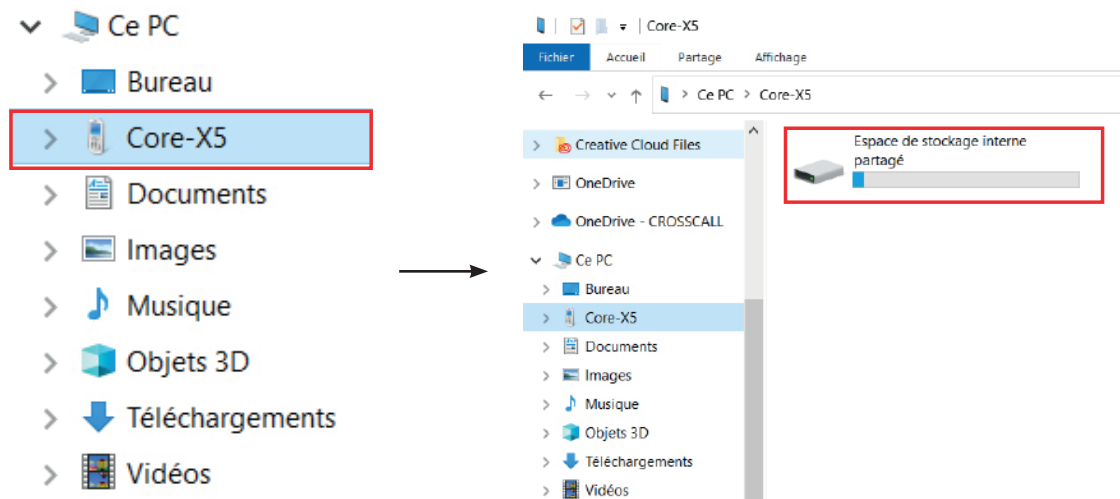 Ce PC
Bureau
Core-X5
Documents
Images
Musique
Objets 3D
Téléchargements
Vidéos
Core-X5
Fichier Accueil Partage Affichage
Ce PC Core-X5
Creative Cloud Files
OneDrive
OneDrive - CROSSCALL
Ce PC
Bureau
Core-X5
Documents
Images
Musique
Objets 3D
Téléchargements
Vidéos
Espace de stockage interne
partagé